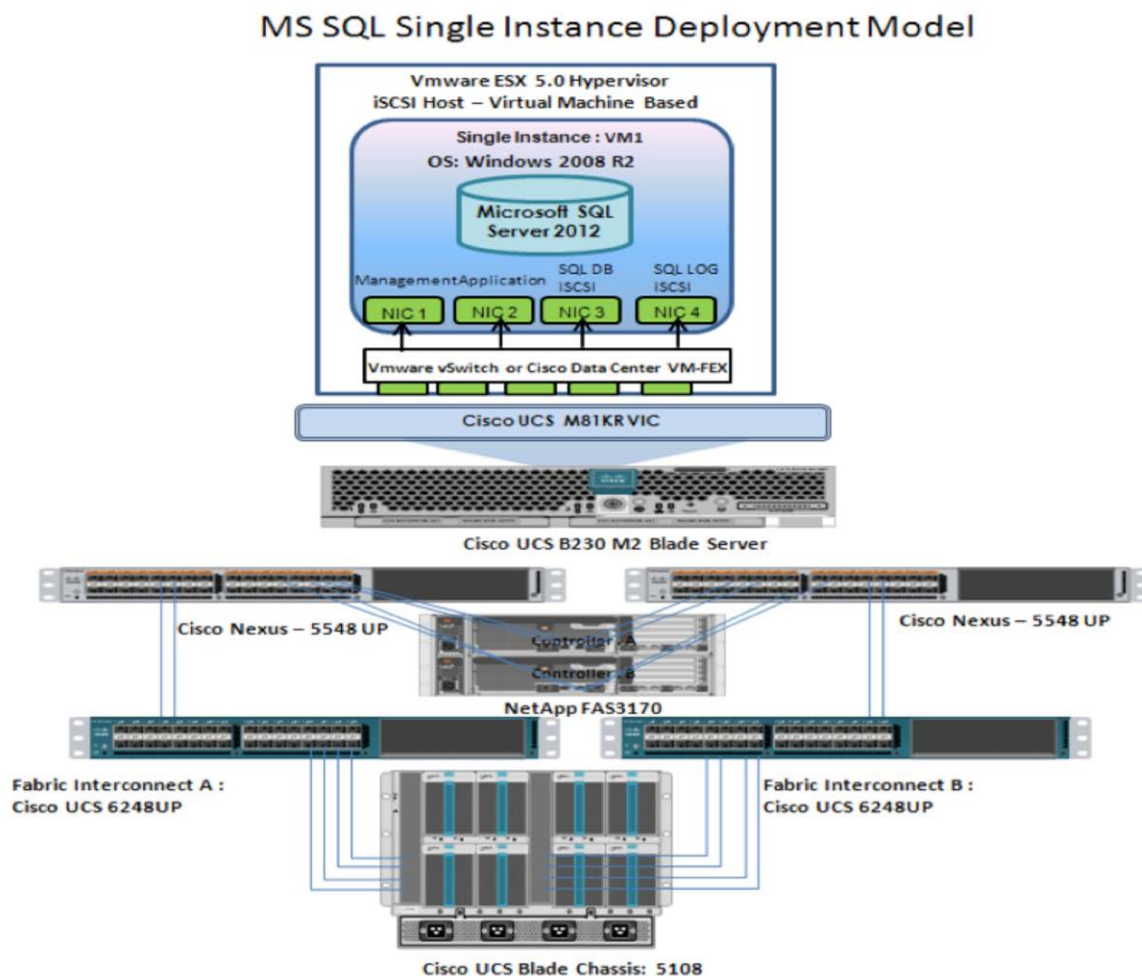 MS SQL Single Instance Deployment Model
Vmware ESX 5.0 Hypervisor
iSCSI Host – Virtual Machine Based
Single Instance : VM1
OS: Windows 2008 R2
Microsoft SQL
Server 2012
Management
Application
SQL DB
iSCSI
SQL LOG
iSCSI
NIC 1
NIC 2
NIC 3
NIC 4
Vmware vSwitch or Cisco Data Center VM-FEX
Cisco UCS M81KR VIC
Cisco UCS B230 M2 Blade Server
Cisco Nexus – 5548 UP
Cisco Nexus – 5548 UP
Controller : A
Controller : B
NetApp FAS3170
Fabric Interconnect A :
Cisco UCS 6248UP
Fabric Interconnect B :
Cisco UCS 6248UP
Cisco UCS Blade Chassis: 5108